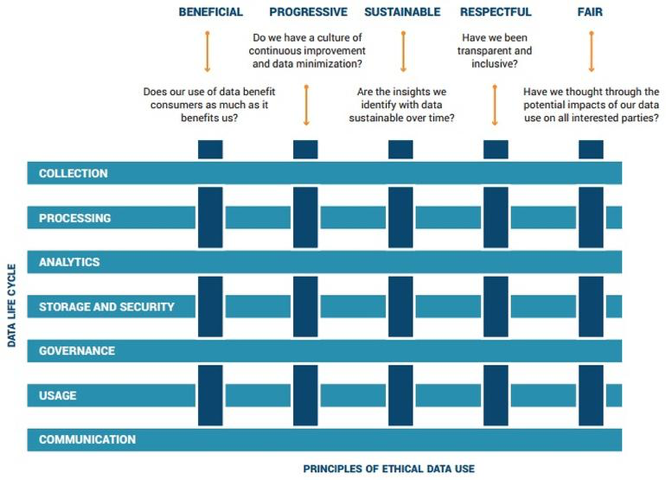 BENEFICIAL PROGRESSIVE SUSTAINABLE RESPECTFUL FAIR
Do we have a culture of
continuous improvement
and data minimization?
Have we been
transparent and
inclusive?
Does our use of data benefit
consumers as much as it
benefits us?
Are the insights we
identify with data
sustainable over time?
Have we thought through the
potential impacts of our data
use on all interested parties?
DATA LIFE CYCLE
COLLECTION
PROCESSING
ANALYTICS
STORAGE AND SECURITY
GOVERNANCE
USAGE
COMMUNICATION
PRINCIPLES OF ETHICAL DATA USE